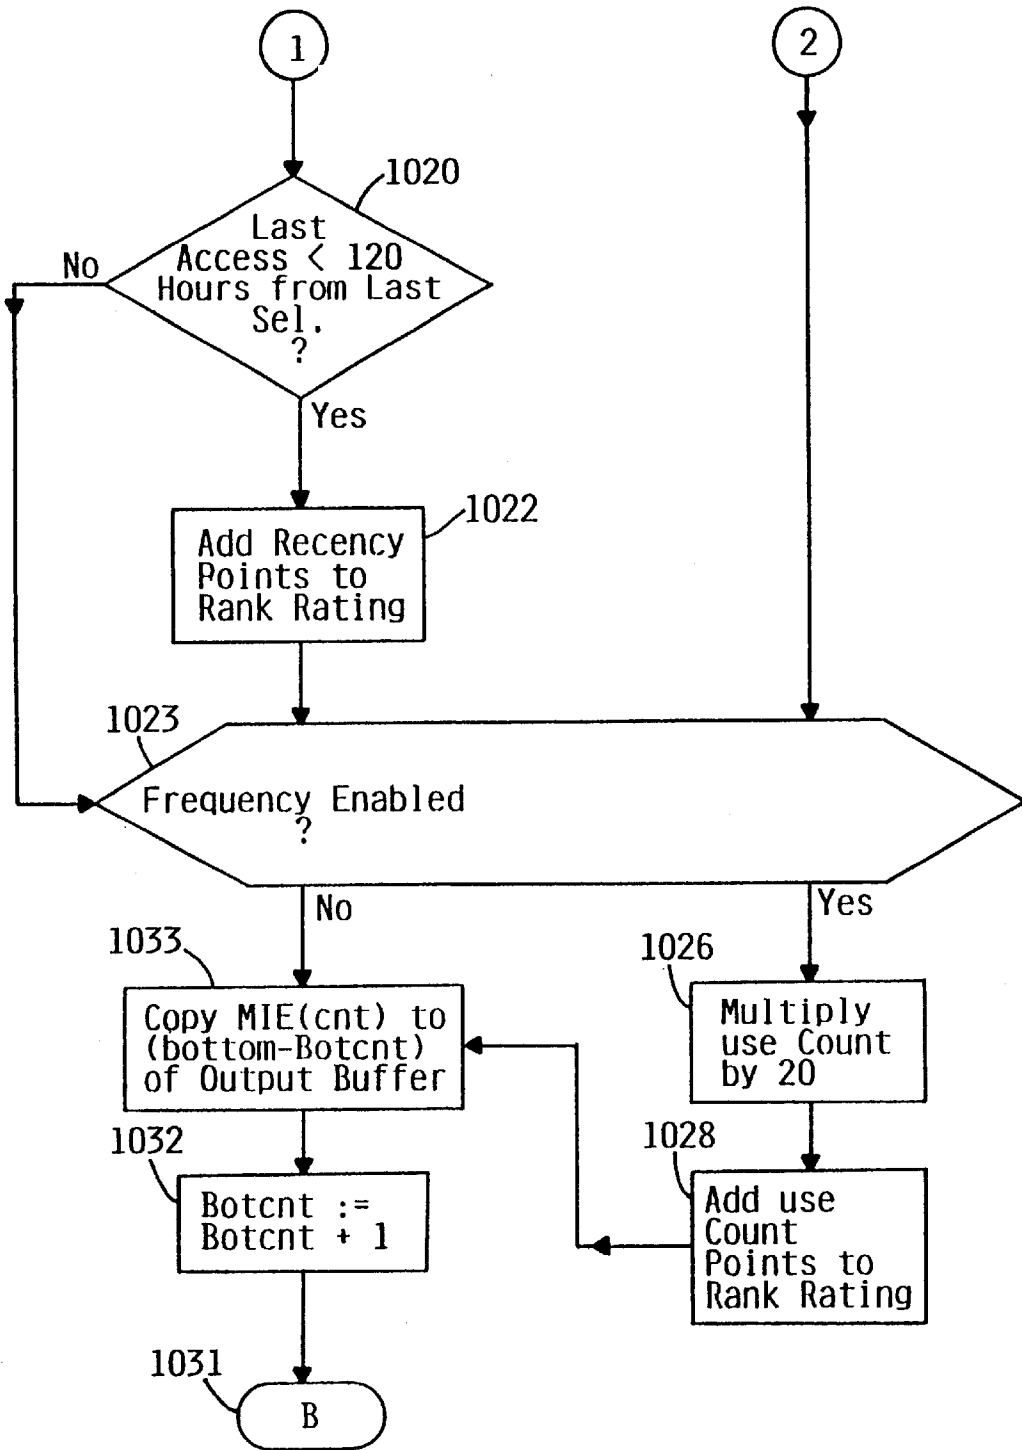 1
2
1020
Last
Access < 120
Hours from Last
Sel.
?
No
Yes
1022
Add Recency
Points to
Rank Rating
1023
Frequency Enabled
?
No
Yes
1033
Copy MIE(cnt) to
(bottom-Botcnt)
of Output Buffer
1026
Multiply
use Count
by 20
1032
Botcnt :=
Botcnt + 1
1028
Add use
Count
Points to
Rank Rating
1031
B